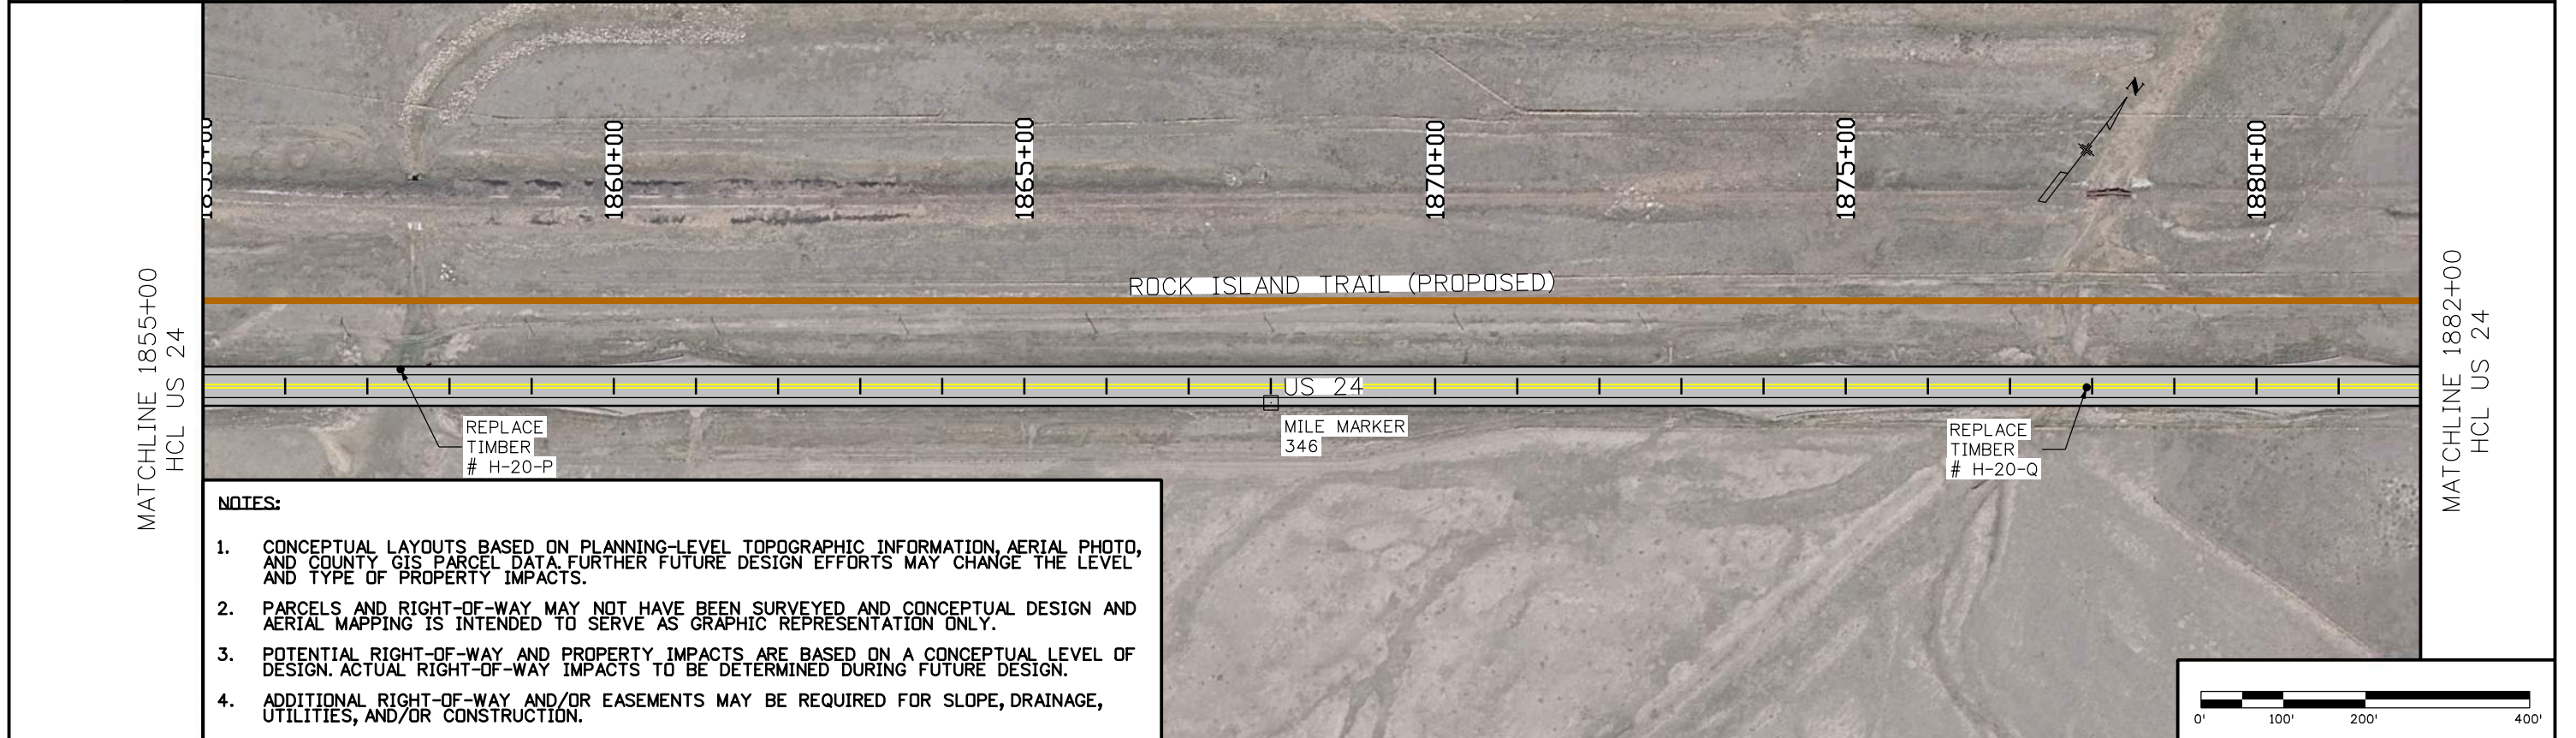 1860+00
1865+00
1870+00
1875+00
1880+00
N
ROCK ISLAND TRAIL (PROPOSED)
MATCHLINE 1855+00
HCL US 24
MATCHLINE 1882+00
HCL US 24
US 24
REPLACE
TIMBER
# H-20-P
MILE MARKER
346
REPLACE
TIMBER
# H-20-Q
NOTES:
1. CONCEPTUAL LAYOUTS BASED ON PLANNING-LEVEL TOPOGRAPHIC INFORMATION, AERIAL PHOTO,
AND COUNTY GIS PARCEL DATA. FURTHER FUTURE DESIGN EFFORTS MAY CHANGE THE LEVEL
AND TYPE OF PROPERTY IMPACTS.
2. PARCELS AND RIGHT-OF-WAY MAY NOT HAVE BEEN SURVEYED AND CONCEPTUAL DESIGN AND
AERIAL MAPPING IS INTENDED TO SERVE AS GRAPHIC REPRESENTATION ONLY.
3. POTENTIAL RIGHT-OF-WAY AND PROPERTY IMPACTS ARE BASED ON A CONCEPTUAL LEVEL OF
DESIGN. ACTUAL RIGHT-OF-WAY IMPACTS TO BE DETERMINED DURING FUTURE DESIGN.
4. ADDITIONAL RIGHT-OF-WAY AND/OR EASEMENTS MAY BE REQUIRED FOR SLOPE, DRAINAGE,
UTILITIES, AND/OR CONSTRUCTION.
0' 100' 200' 400'